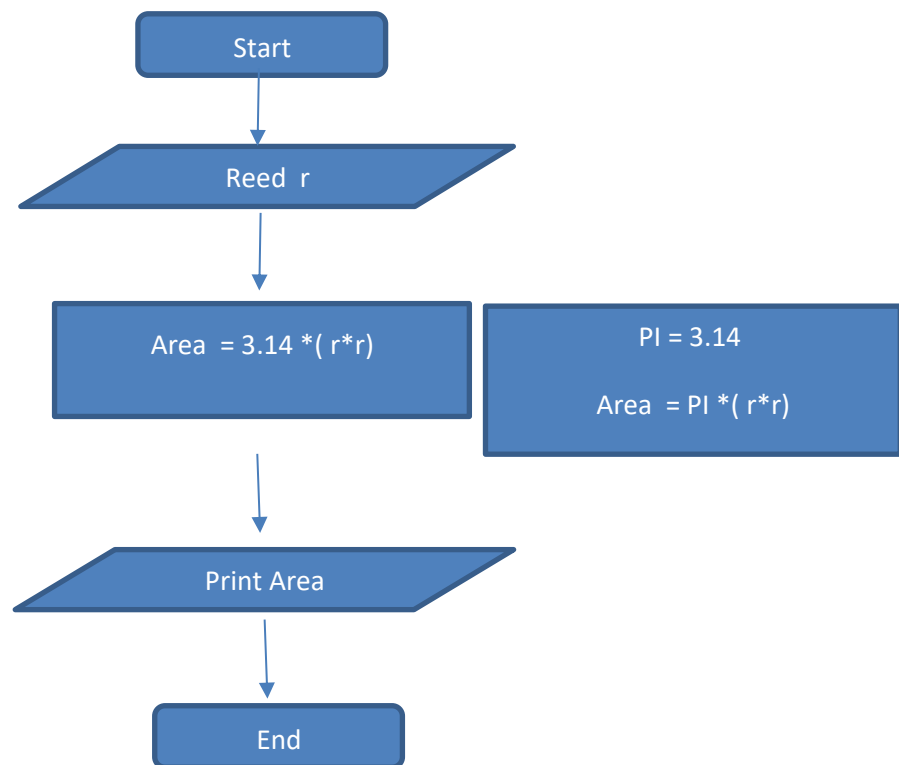 Start
Reed  r
Area  = 3.14 *( r*r)
PI = 3.14
Area  = PI *( r*r)
Print Area
End